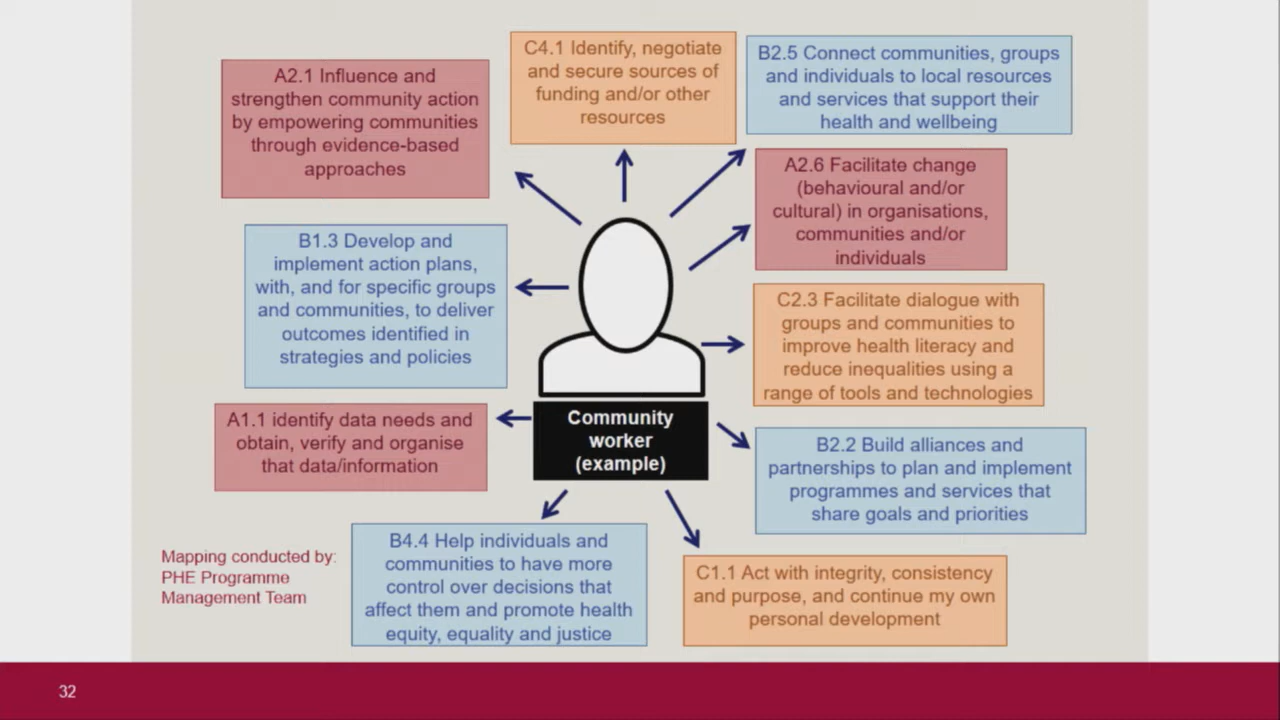 C4.1 Identify, negotiate
and secure sources of
funding and/or other
resources
B2.5 Connect communities, groups
and individuals to local resources
and services that support their
health and wellbeing
A2.1 Influence and
strengthen community action
by empowering communities
through evidence-based
approaches
A2.6 Facilitate change
(behavioural and/or
cultural) in organisations,
communities and/or
individuals
B1.3 Develop and
implement action plans,
with, and for specific groups
and communities, to deliver
outcomes identified in
strategies and policies
C2.3 Facilitate dialogue with
groups and communities to
improve health literacy and
reduce inequalities using a
range of tools and technologies
A1.1 identify data needs and
obtain, verify and organise
that data/information
Community
worker
(example)
B2.2 Build alliances and
partnerships to plan and implement
programmes and services that
share goals and priorities
Mapping conducted by:
PHE Programme
Management Team
B4.4 Help individuals and
communities to have more
control over decisions that
affect them and promote health
equity, equality and justice
C1.1 Act with integrity, consistency
and purpose, and continue my own
personal development
32